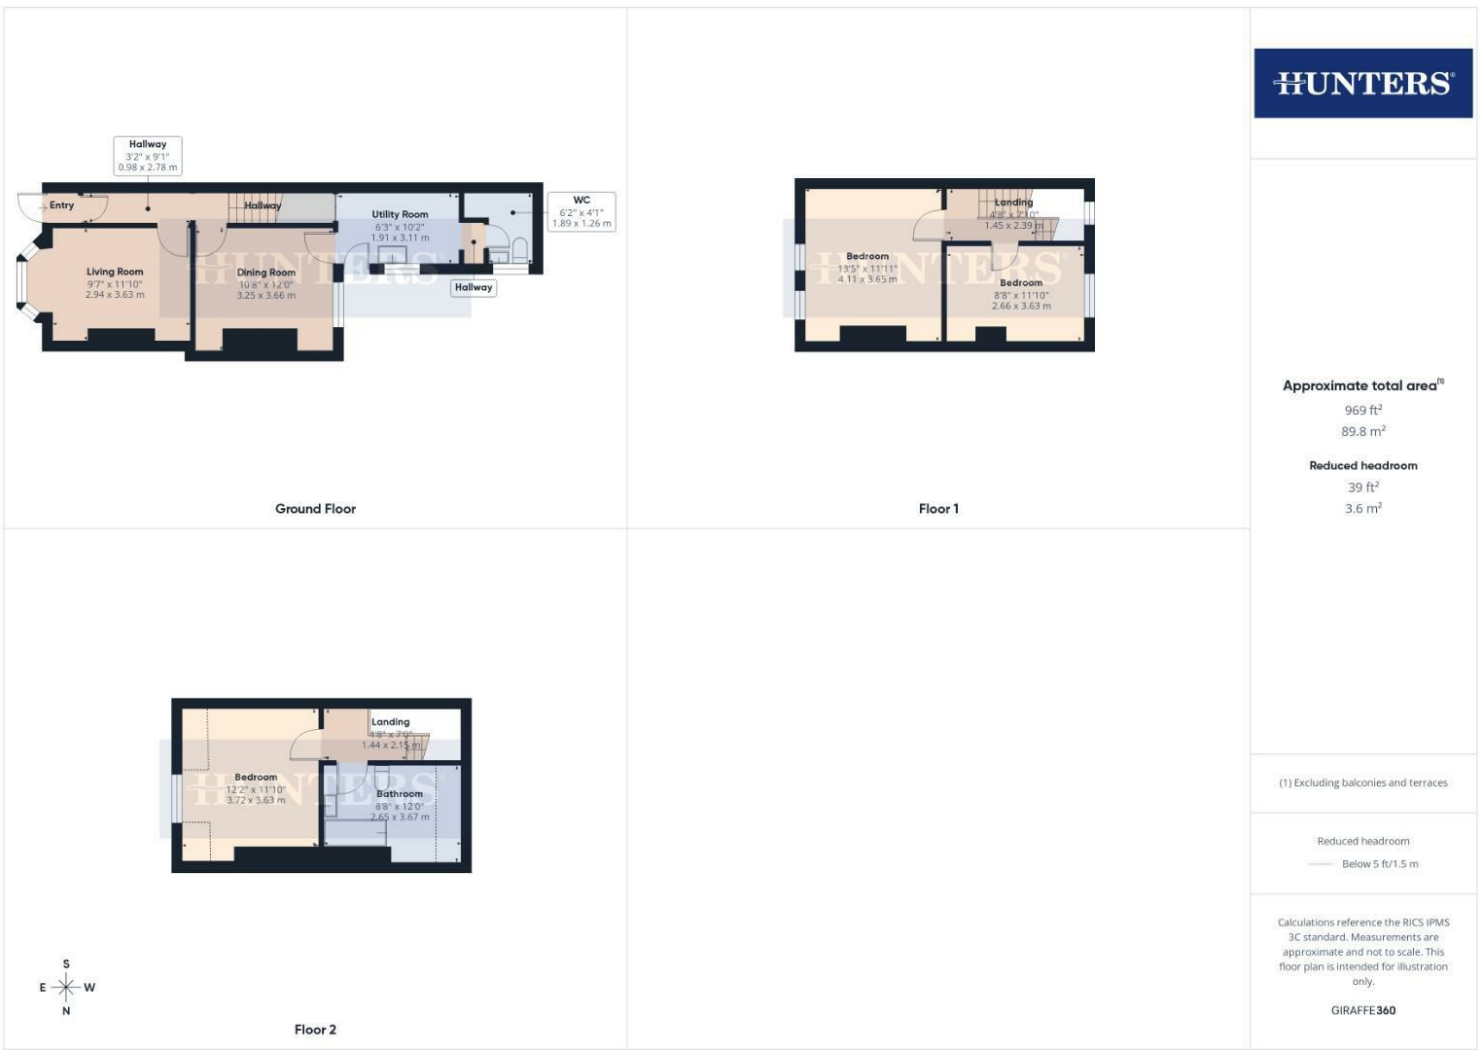 HUNTERS®
Hallway
3'2" x 9'1"
0.98 x 2.78 m
Entry
Hallway
Utility Room
6'3" x 10'2"
1.91 x 3.11 m
WC
6'2" x 4'1"
1.89 x 1.26 m
Living Room
9'7" x 11'10"
2.94 x 3.63 m
Dining Room
10'8" x 12'0"
3.25 x 3.66 m
Hallway
HUNTERS
Ground Floor
Landing
4'8" x 7'10"
1.45 x 2.39 m
Bedroom
13'5" x 11'11"
4.11 x 3.65 m
Bedroom
8'8" x 11'10"
2.66 x 3.63 m
HUNTERS
Floor 1
Approximate total area(1)
969 ft²
89.8 m²
Reduced headroom
39 ft²
3.6 m²
Landing
4'8" x 7'0"
1.44 x 2.15 m
Bedroom
12'2" x 11'10"
3.72 x 3.63 m
Bathroom
8'8" x 12'0"
2.65 x 3.67 m
HUNTERS
S
E W
N
Floor 2
(1) Excluding balconies and terraces
Reduced headroom
Below 5 ft/1.5 m
Calculations reference the RICS IPMS
3C standard. Measurements are
approximate and not to scale. This
floor plan is intended for illustration
only.
GIRAFFE360